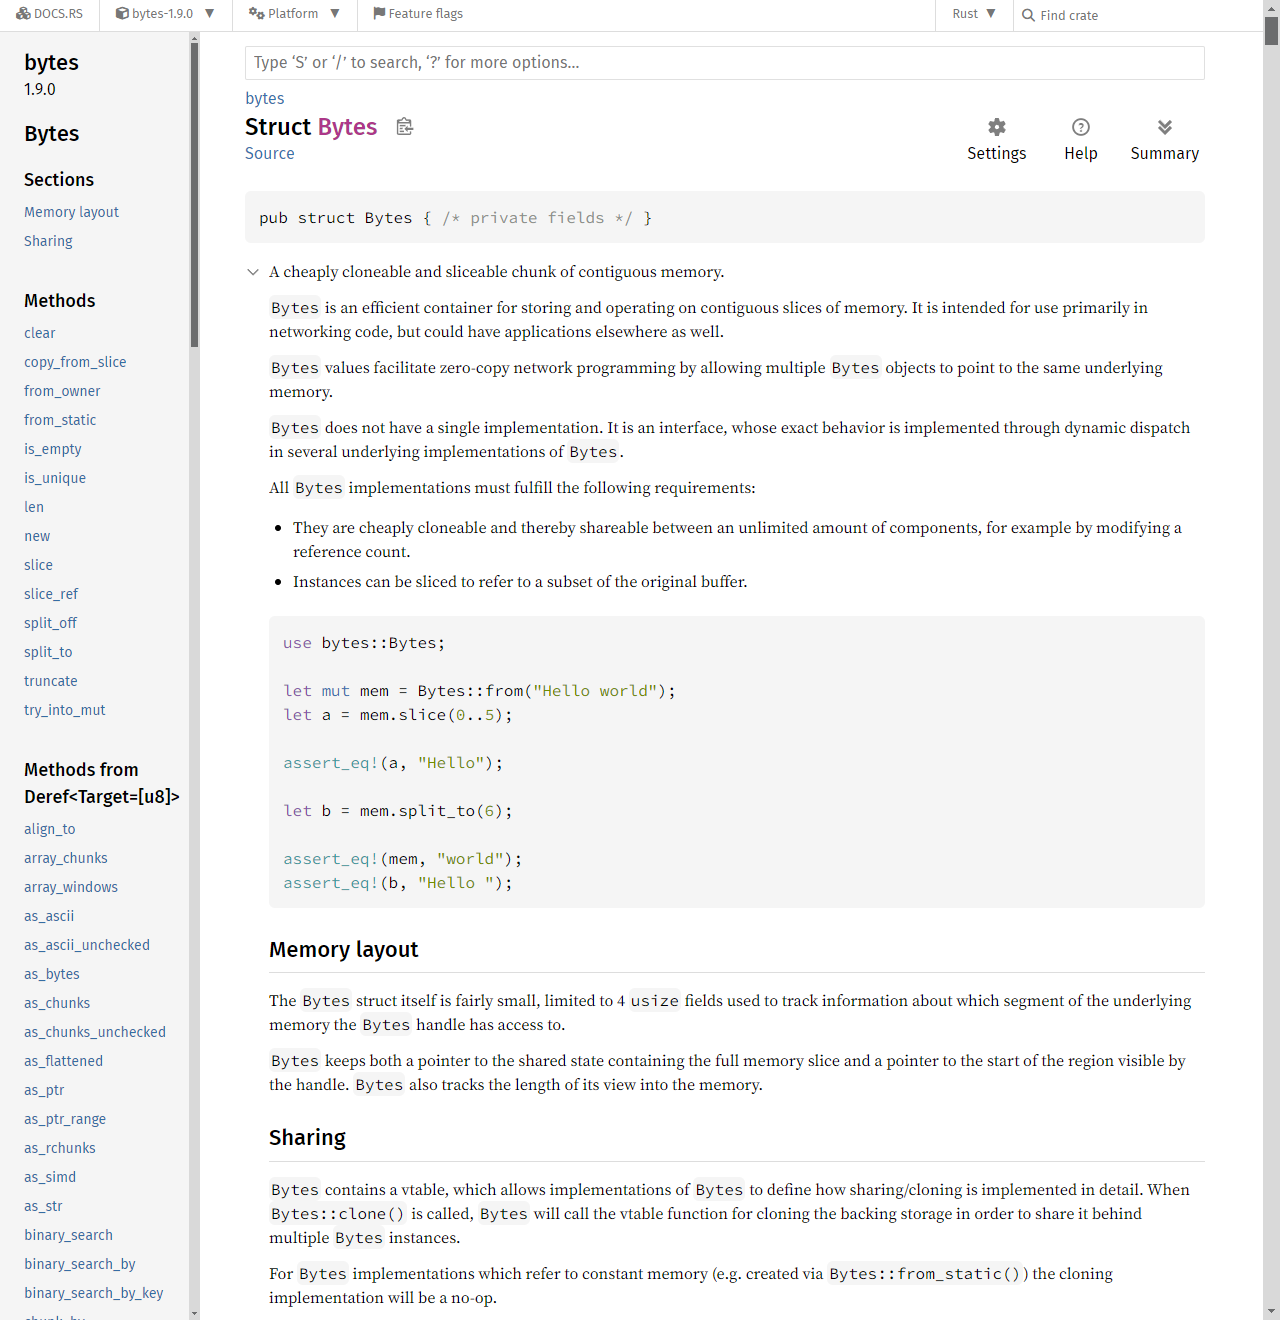 DOCS.RS
bytes-1.9.0 ▼
Platform ▼
Feature flags
Rust ▼
Find crate
bytes
1.9.0
Bytes
Sections
Memory layout
Sharing
Methods
clear
copy_from_slice
from_owner
from_static
is_empty
is_unique
len
new
slice
slice_ref
split_off
split_to
truncate
try_into_mut
Methods from
Deref<Target=[u8]>
align_to
array_chunks
array_windows
as_ascii
as_ascii_unchecked
as_bytes
as_chunks
as_chunks_unchecked
as_flattened
as_ptr
as_ptr_range
as_rchunks
as_simd
as_str
binary_search
binary_search_by
binary_search_by_key
chunk_by
Type ‘S’ or ‘/’ to search, ‘?’ for more options…
bytes
Struct Bytes
Source
Settings
Help
Summary
pub struct Bytes { /* private fields */ }
A cheaply cloneable and sliceable chunk of contiguous memory.
Bytes is an efficient container for storing and operating on contiguous slices of memory. It is intended for use primarily in
networking code, but could have applications elsewhere as well.
Bytes values facilitate zero-copy network programming by allowing multiple Bytes objects to point to the same underlying
memory.
Bytes does not have a single implementation. It is an interface, whose exact behavior is implemented through dynamic dispatch
in several underlying implementations of Bytes.
All Bytes implementations must fulfill the following requirements:
• They are cheaply cloneable and thereby shareable between an unlimited amount of components, for example by modifying a
reference count.
• Instances can be sliced to refer to a subset of the original buffer.
use bytes::Bytes;
let mut mem = Bytes::from("Hello world");
let a = mem.slice(0..5);
assert_eq!(a, "Hello");
let b = mem.split_to(6);
assert_eq!(mem, "world");
assert_eq!(b, "Hello ");
Memory layout
The Bytes struct itself is fairly small, limited to 4 usize fields used to track information about which segment of the underlying
memory the Bytes handle has access to.
Bytes keeps both a pointer to the shared state containing the full memory slice and a pointer to the start of the region visible by
the handle. Bytes also tracks the length of its view into the memory.
Sharing
Bytes contains a vtable, which allows implementations of Bytes to define how sharing/cloning is implemented in detail. When
Bytes::clone() is called, Bytes will call the vtable function for cloning the backing storage in order to share it behind
multiple Bytes instances.
For Bytes implementations which refer to constant memory (e.g. created via Bytes::from_static()) the cloning
implementation will be a no-op.